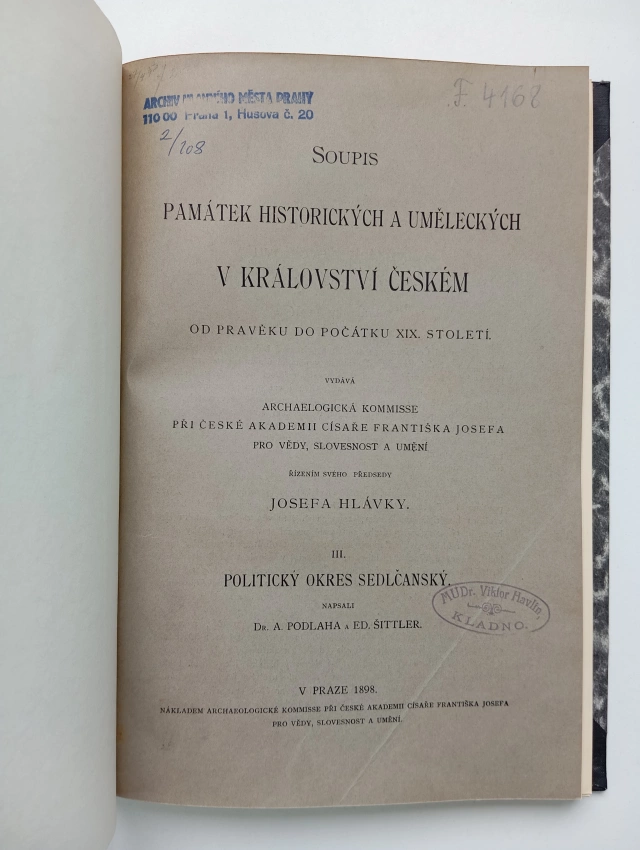 ARCHIV HLAVNÍHO MĚSTA PRAHY
110 00 Praha 1, Husova č. 20
2/108
F. 4168
SOUPIS
PAMÁTEK HISTORICKÝCH A UMĚLECKÝCH
V KRÁLOVSTVÍ ČESKÉM
OD PRAVĚKU DO POČÁTKU XIX. STOLETÍ.
VYDÁVÁ
ARCHAELOGICKÁ KOMMISSE
PŘI ČESKÉ AKADEMII CÍSAŘE FRANTIŠKA JOSEFA
PRO VĚDY, SLOVESNOST A UMĚNÍ
ŘÍZENÍM SVÉHO PŘEDSEDY
JOSEFA HLÁVKY.
III.
POLITICKÝ OKRES SEDLČANSKÝ.
NAPSALI
DR. A. PODLAHA A ED. ŠITTLER.
MUDr. Viktor Havlín,
KLADNO.
V PRAZE 1898.
NÁKLADEM ARCHAEOLOGICKÉ KOMMISSE PŘI ČESKÉ AKADEMII CÍSAŘE FRANTIŠKA JOSEFA
PRO VĚDY, SLOVESNOST A UMĚNÍ.